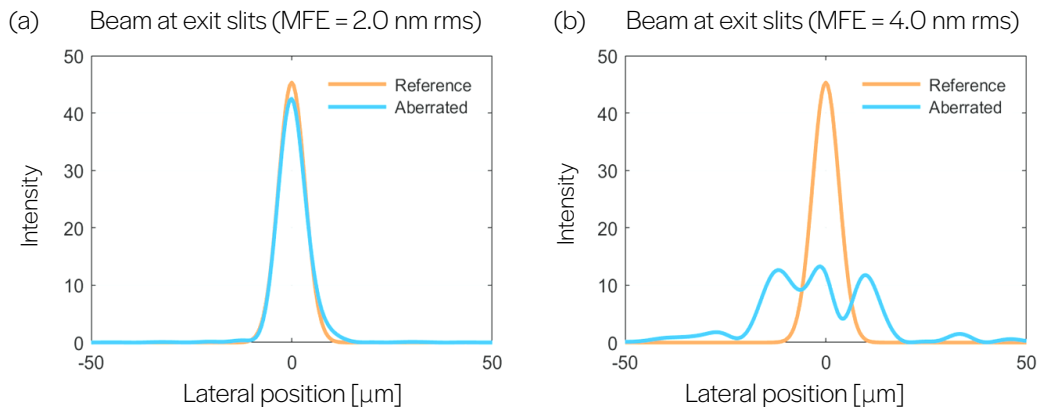 (a) Beam at exit slits (MFE = 2.0 nm rms)
50
40
30
20
10
0
Intensity
Reference
Aberrated
-50 0 50
Lateral position [μm]
(b) Beam at exit slits (MFE = 4.0 nm rms)
50
40
30
20
10
0
Intensity
Reference
Aberrated
-50 0 50
Lateral position [μm]